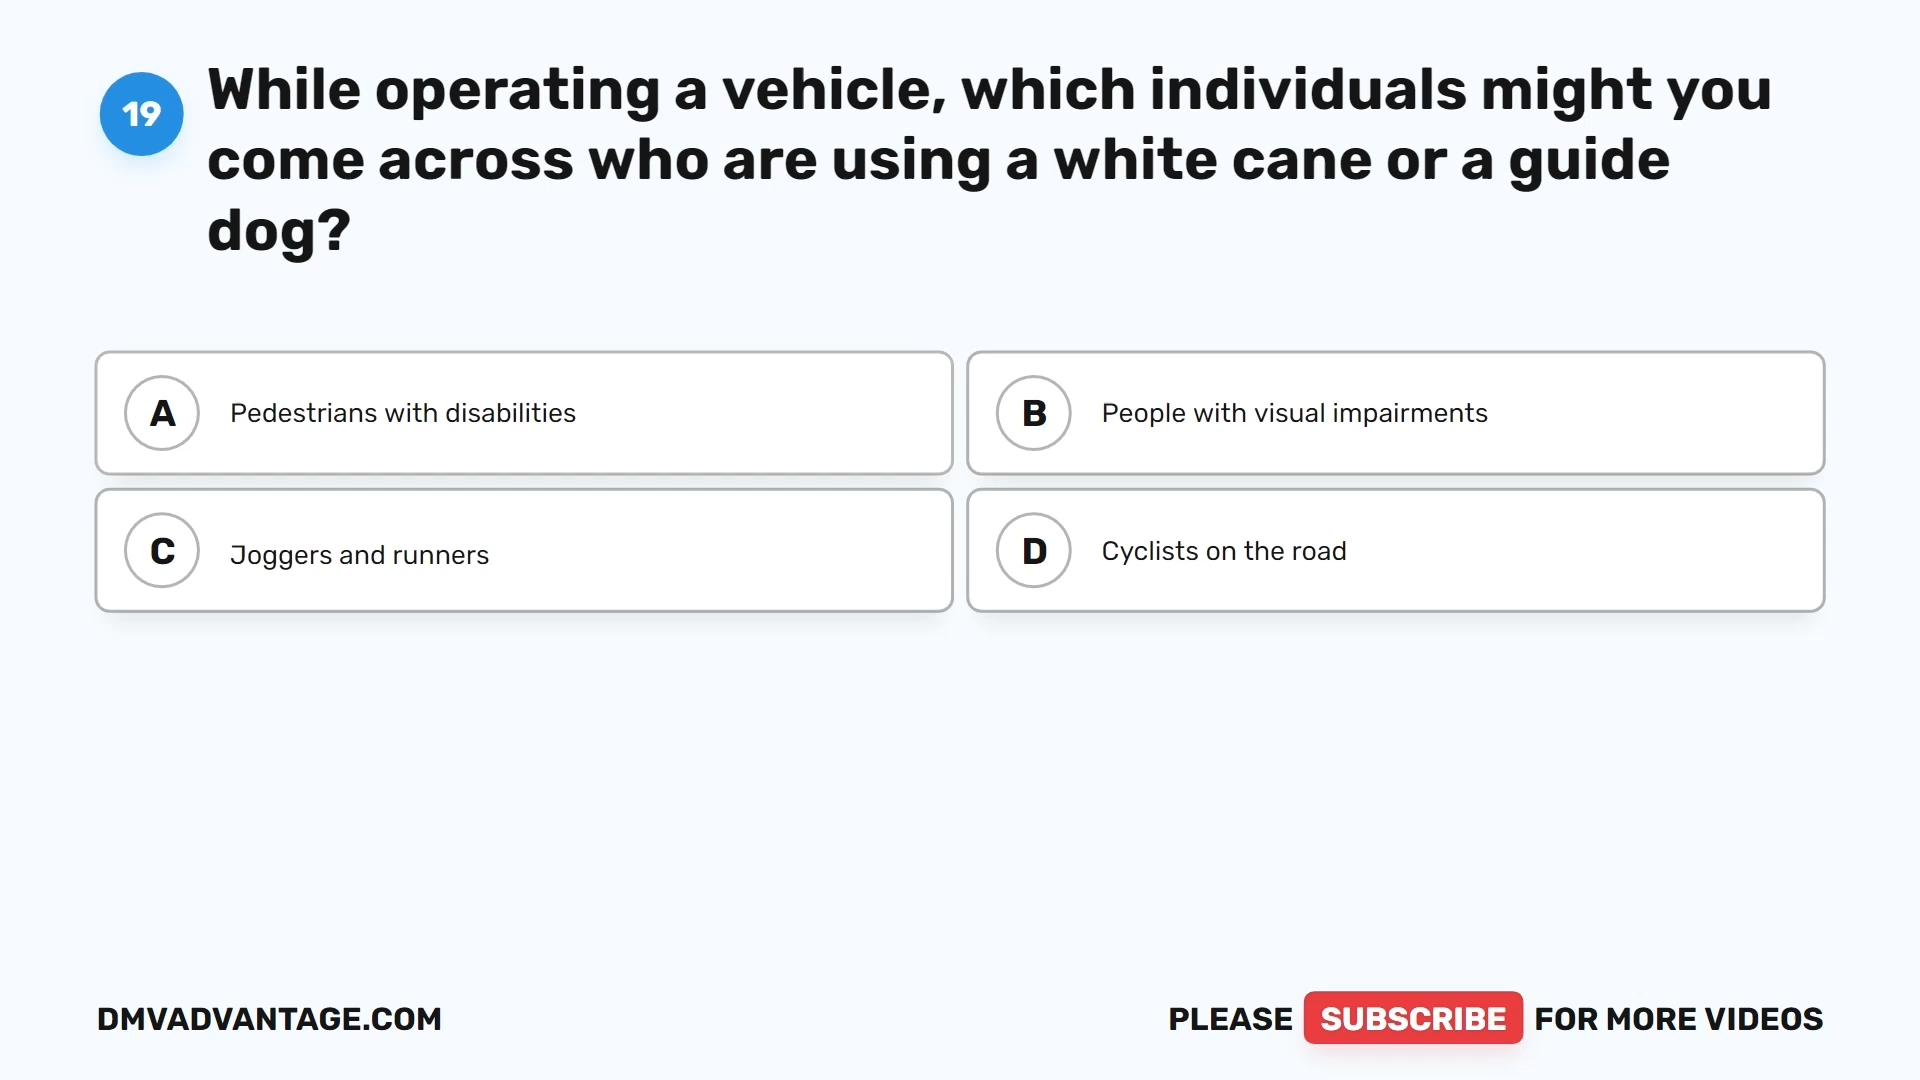 19
While operating a vehicle, which individuals might you
come across who are using a white cane or a guide
dog?
A Pedestrians with disabilities
B People with visual impairments
C Joggers and runners
D Cyclists on the road
DMVADVANTAGE.COM
PLEASE SUBSCRIBE FOR MORE VIDEOS